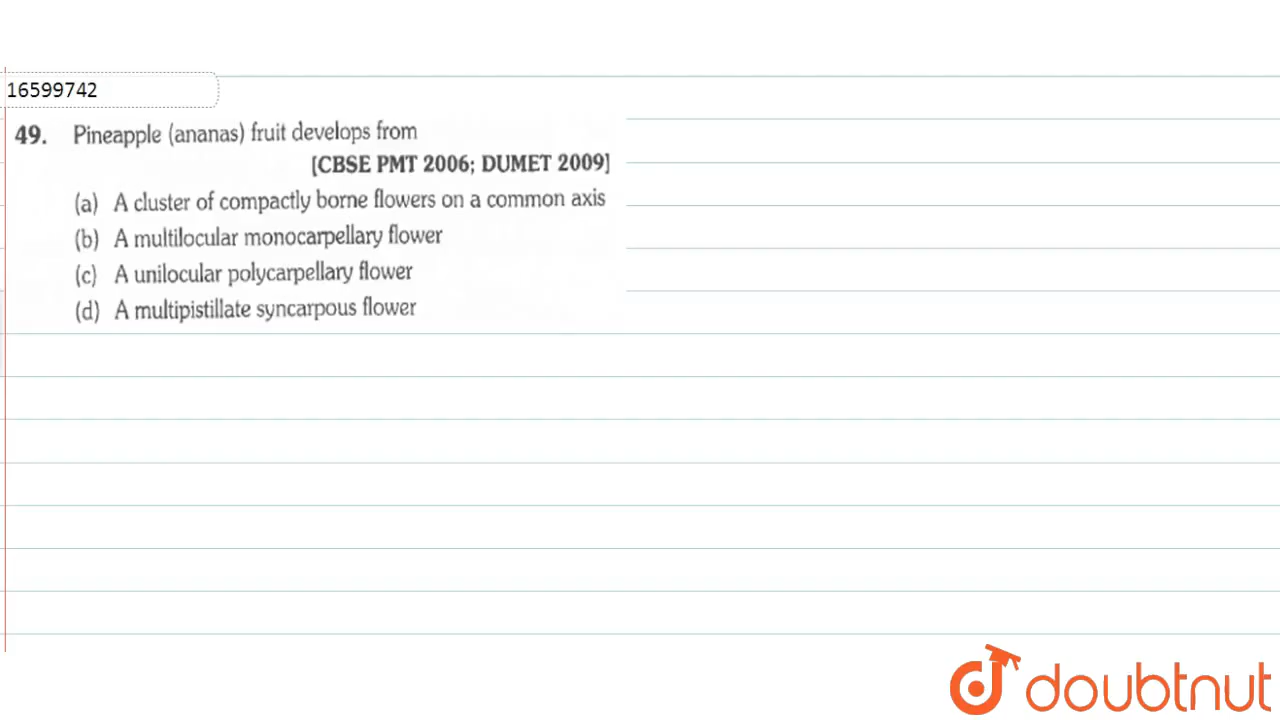 16599742
49. Pineapple (ananas) fruit develops from
[CBSE PMT 2006; DUMET 2009]
(a) A cluster of compactly borne flowers on a common axis
(b) A multilocular monocarpellary flower
(c) A unilocular polycarpellary flower
(d) A multipistillate syncarpous flower
doubtnut